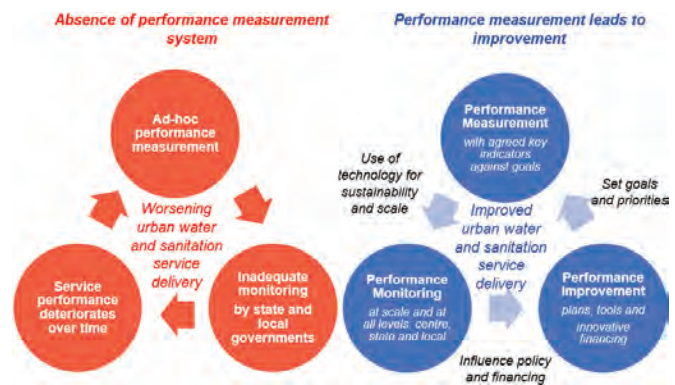 Absence of performance measurement
system
Ad-hoc
performance
measurement
Worsening
urban water
and sanitation
service
delivery
Service
performance
deteriorates
over time
Inadequate
monitoring
by state and
local
governments
Performance measurement leads to
improvement
Performance
Measurement
with agreed key
indicators
against goals
Use of
technology for
sustainability
and scale
Set goals
and priorities
Improved
urban water
and sanitation
service
delivery
Performance
Monitoring
at scale and at
all levels: centre,
state and local
Performance
Improvement
plans, tools and
innovative
financing
Influence policy
and financing